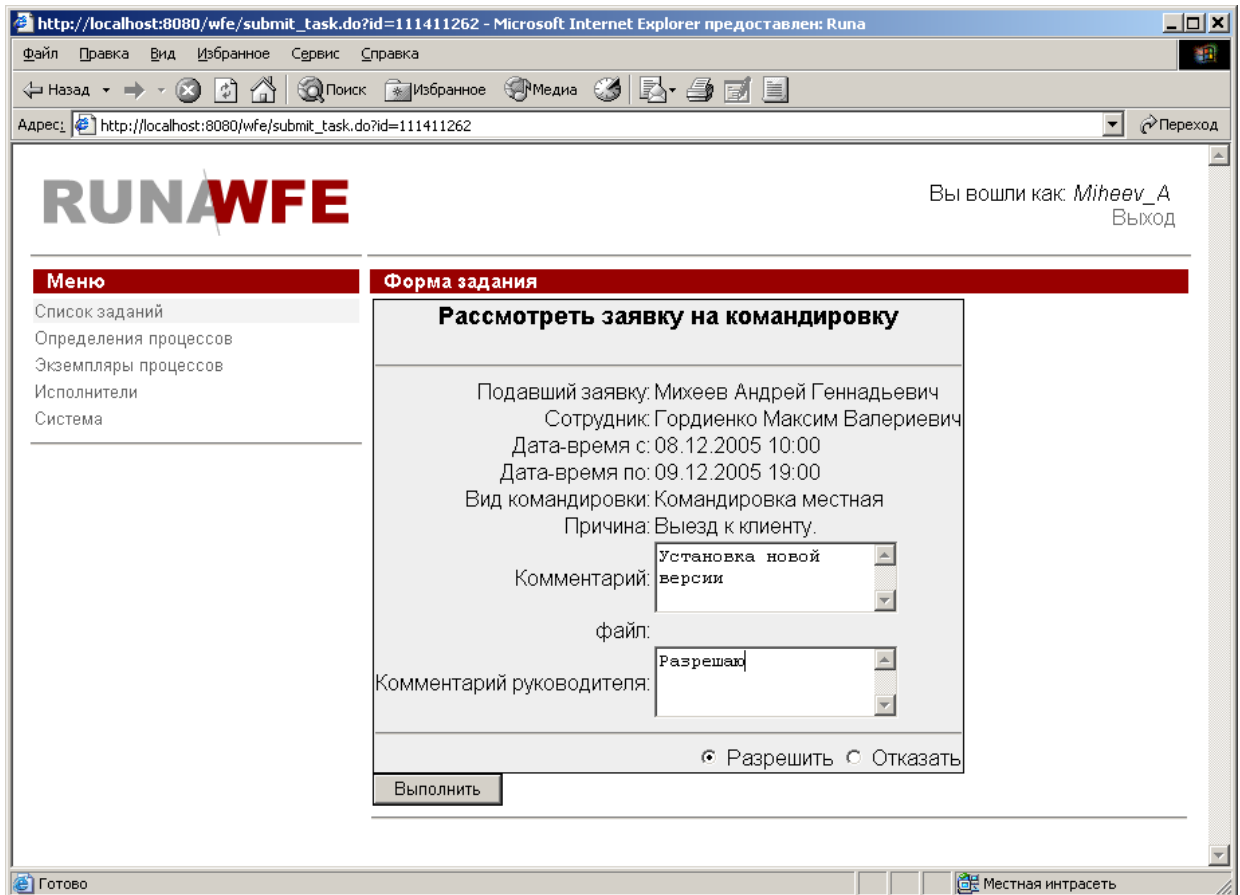 http://localhost:8080/wfe/submit_task.do?id=111411262 - Microsoft Internet Explorer предоставлен: Runa
Файл Правка Вид Избранное Сервис Справка
Назад Поиск Избранное Медиа
Адрес: http://localhost:8080/wfe/submit_task.do?id=111411262 Переход
RUNAWFE
Вы вошли как: Miheev_A
Выход
Меню
Список заданий
Определения процессов
Экземпляры процессов
Исполнители
Система
Форма задания
Рассмотреть заявку на командировку
Подавший заявку: Михеев Андрей Геннадьевич
Сотрудник: Гордиенко Максим Валериевич
Дата-время с: 08.12.2005 10:00
Дата-время по: 09.12.2005 19:00
Вид командировки: Командировка местная
Причина: Выезд к клиенту.
Комментарий: Установка новой
версии
файл:
Комментарий руководителя: Разрешаю
Разрешить Отказать
Выполнить
Готово Местная интрасеть